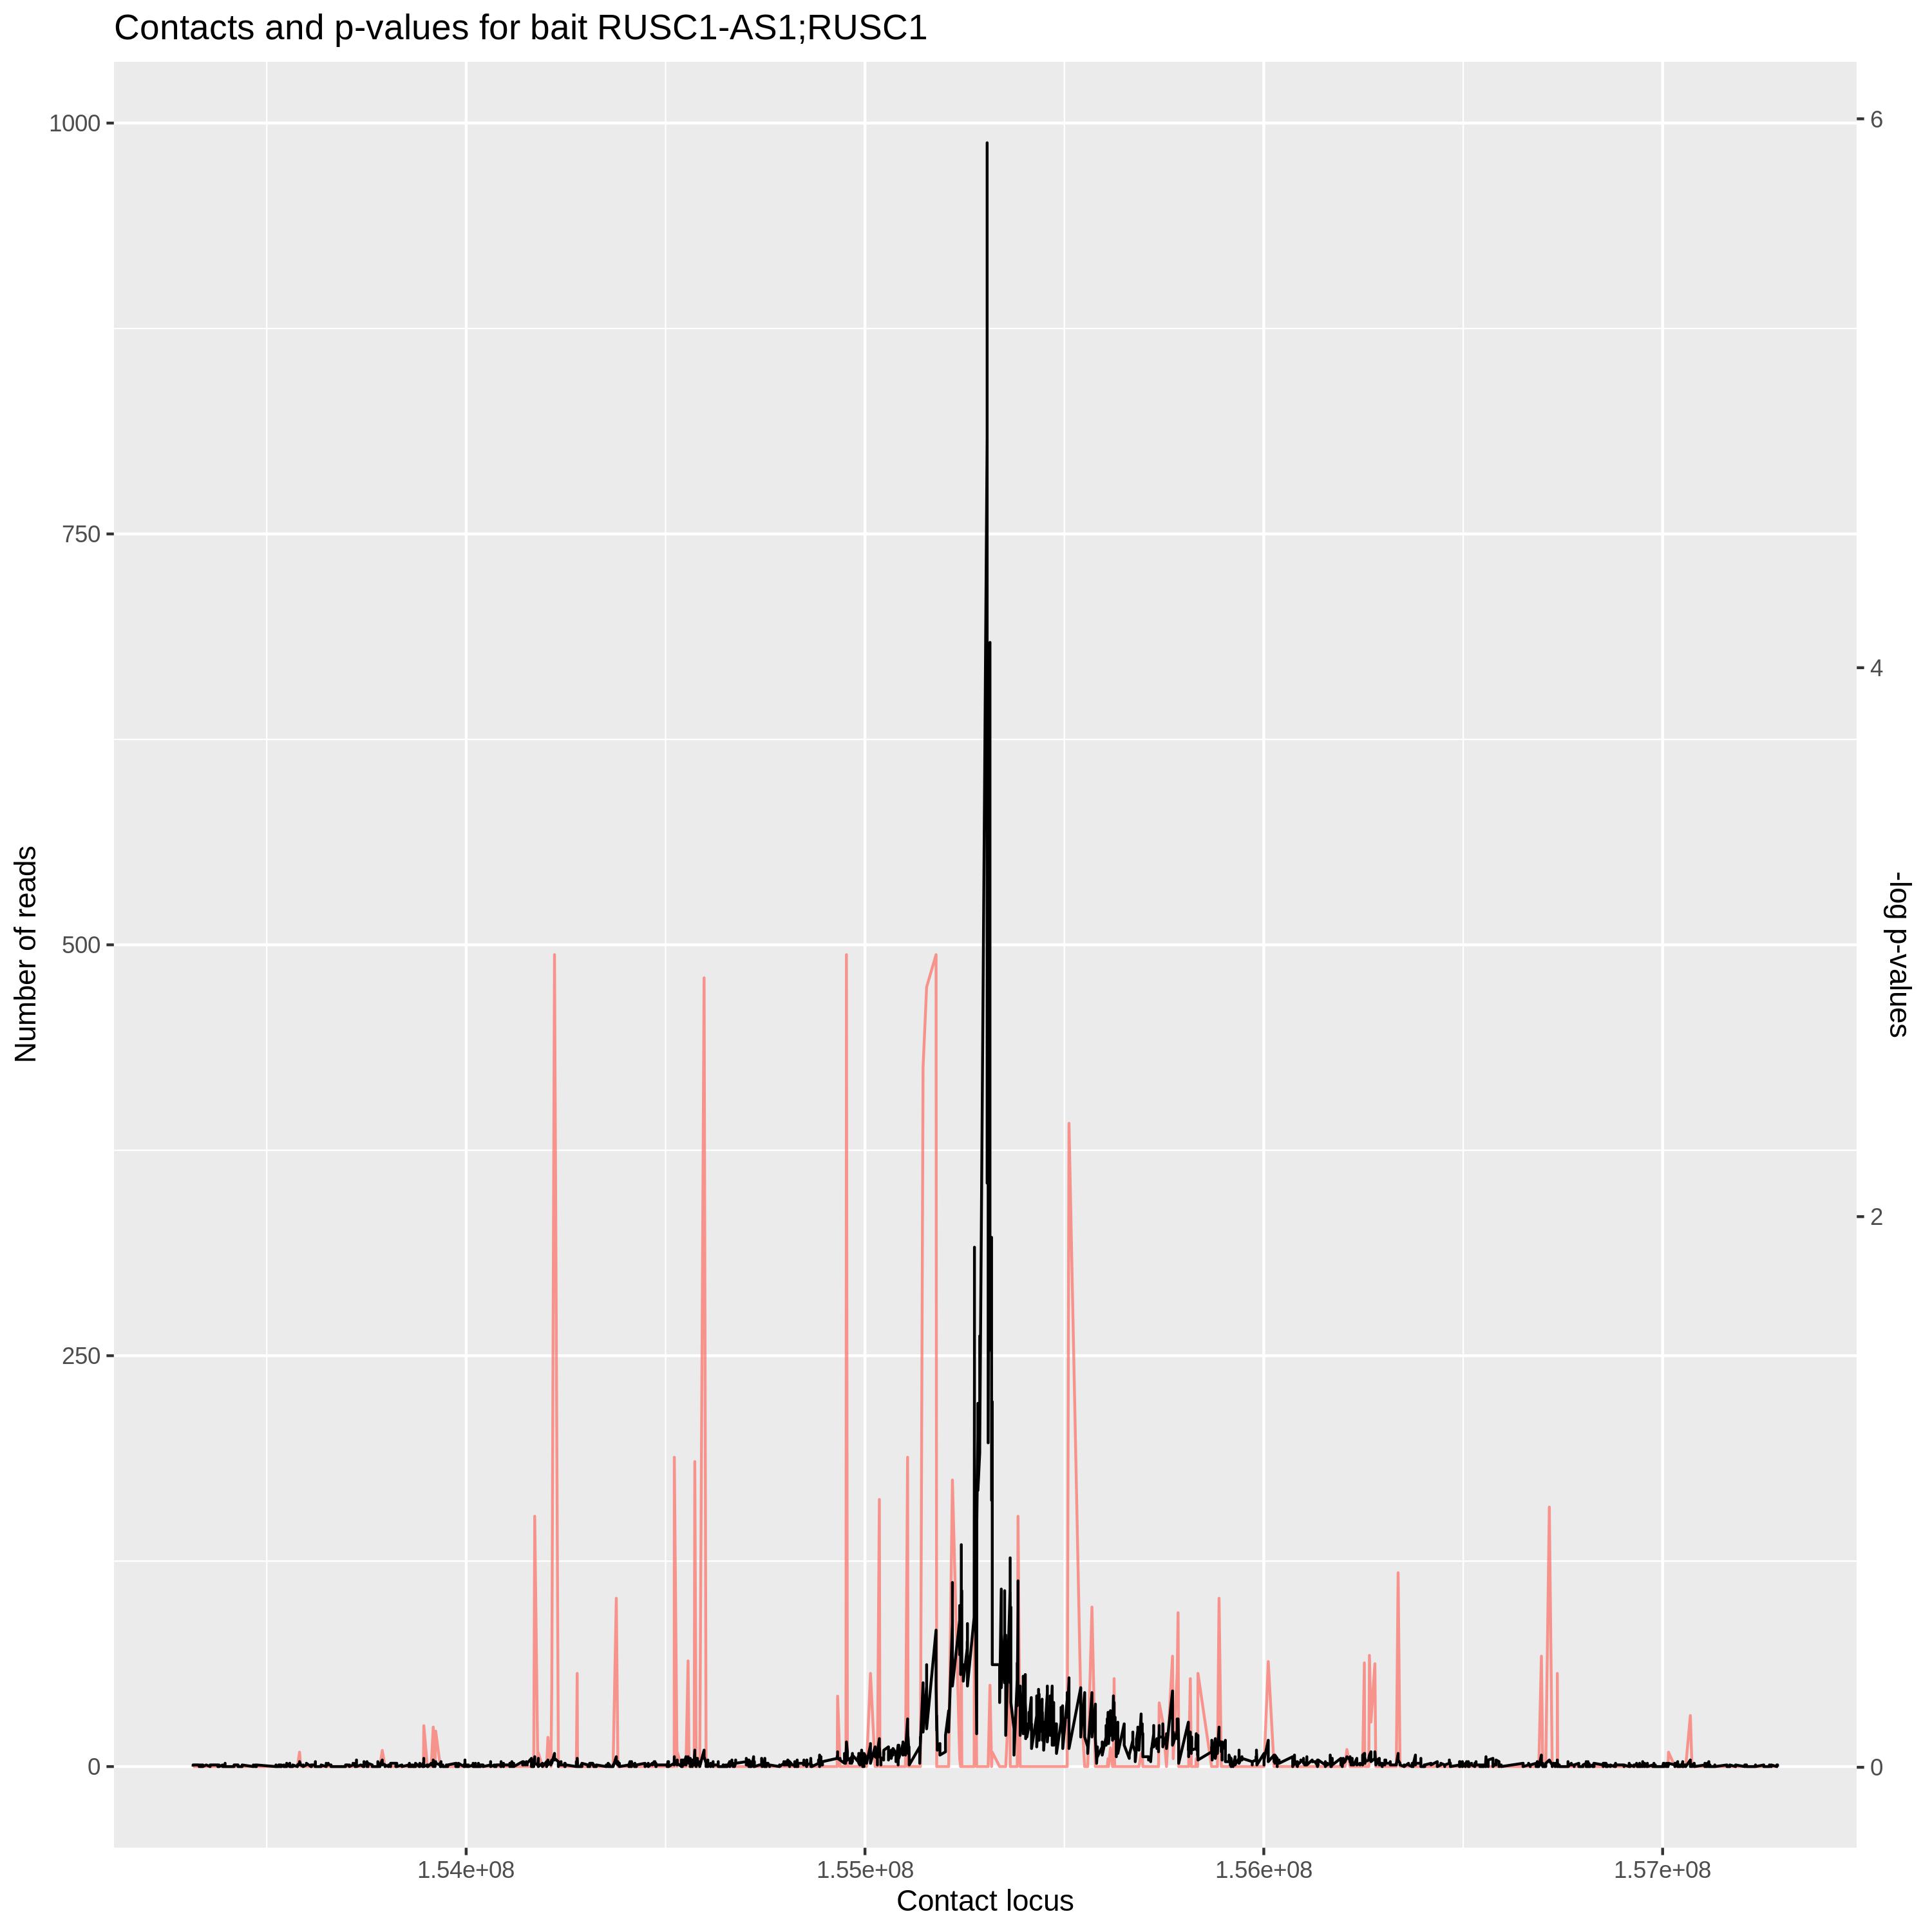 Contacts and p-values for bait RUSC1-AS1;RUSC1
1000
750
500
250
0
Number of reads
6
4
2
0
-log p-values
1.54e+08
1.55e+08
1.56e+08
1.57e+08
Contact locus